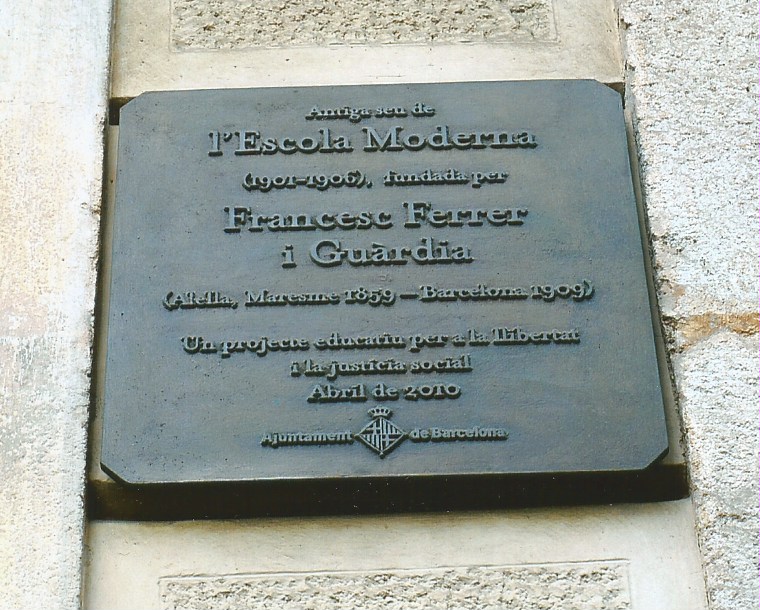 Antiga seu de
l'Escola Moderna
(1901-1906), fundada per
Francesc Ferrer
i Guàrdia
(Alella, Maresme 1859 – Barcelona 1909)
Un projecte educatiu per a la llibertat
i la justícia social
Abril de 2010
Ajuntament de Barcelona